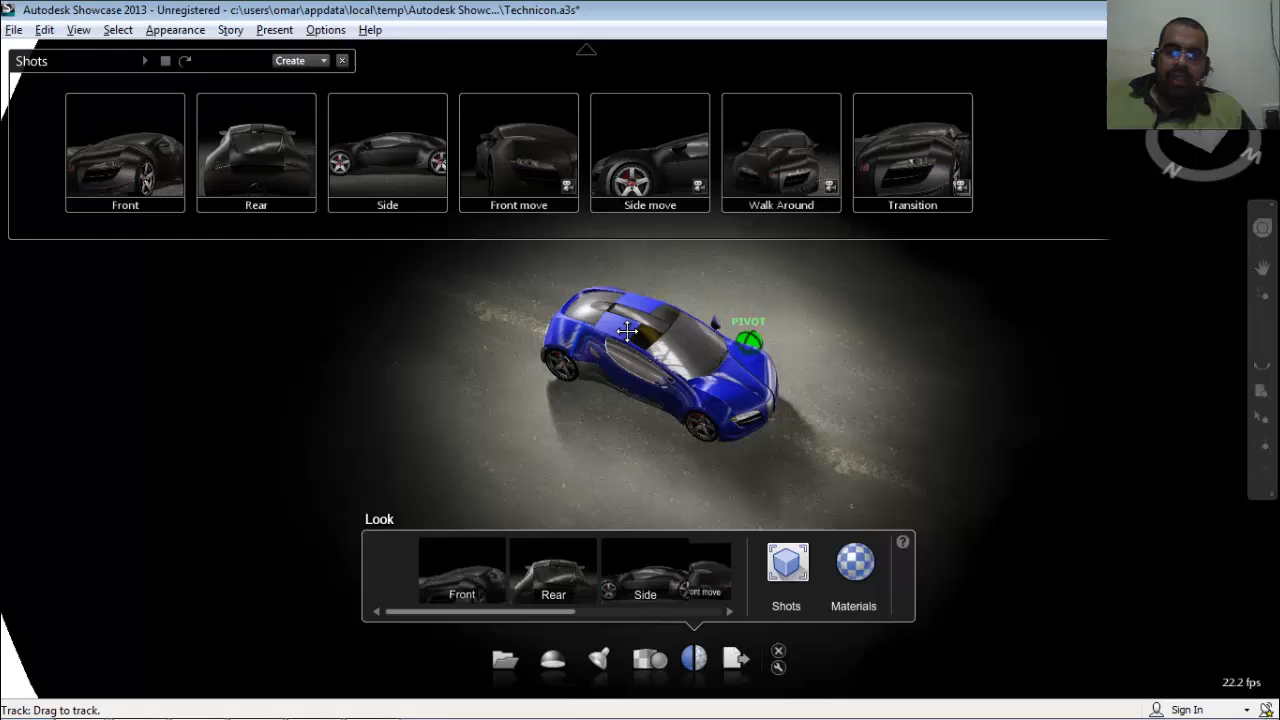 Autodesk Showcase 2013 - Unregistered - c:\users\omar\appdata\local\temp\Autodesk Showc...\Technicon.a3s*
File Edit View Select Appearance Story Present Options Help
Shots Create
Front Rear Side Front move Side move Walk Around Transition
N W
PIVOT
Look
Front Rear Side ont move
Shots Materials
22.2 fps
Track: Drag to track. Sign In